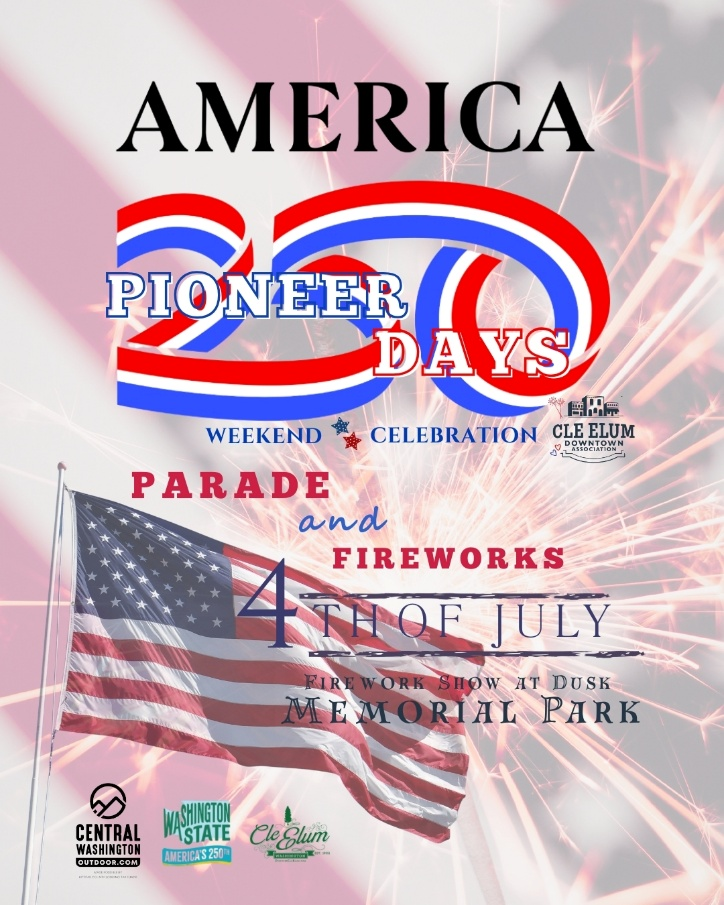 AMERICA
250
PIONEER
DAYS
WEEKEND CELEBRATION
CLE ELUM
DOWNTOWN
ASSOCIATION
PARADE
and
FIREWORKS
4TH OF JULY
FIREWORK SHOW AT DUSK
MEMORIAL PARK
CENTRAL
WASHINGTON
OUTDOOR.COM
WASHINGTON
STATE
AMERICA'S 250TH
Cle Elum
WASHINGTON